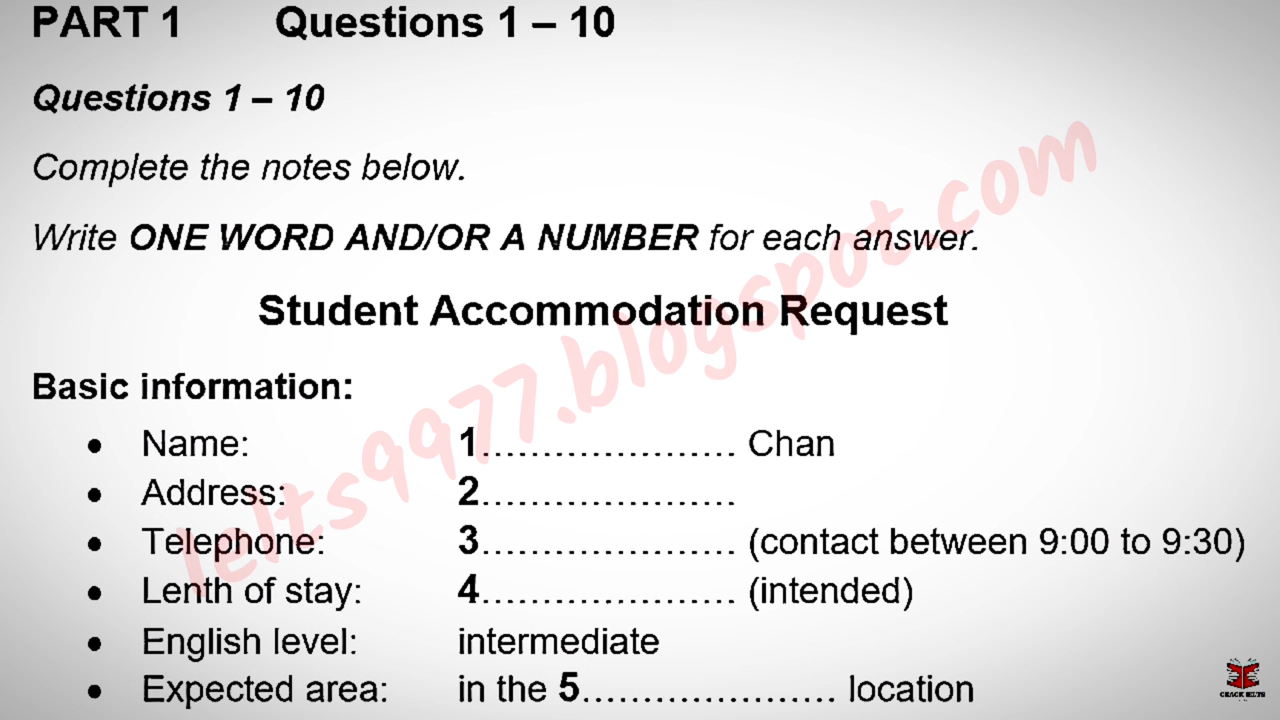 PART 1 Questions 1 – 10
Questions 1 – 10
Complete the notes below.
Write ONE WORD AND/OR A NUMBER for each answer.
Student Accommodation Request
Basic information:
• Name: 1..................... Chan
• Address: 2.....................
• Telephone: 3..................... (contact between 9:00 to 9:30)
• Lenth of stay: 4..................... (intended)
• English level: intermediate
• Expected area: in the 5..................... location
Ielts9977.blogspot.com
CRACK IELTS